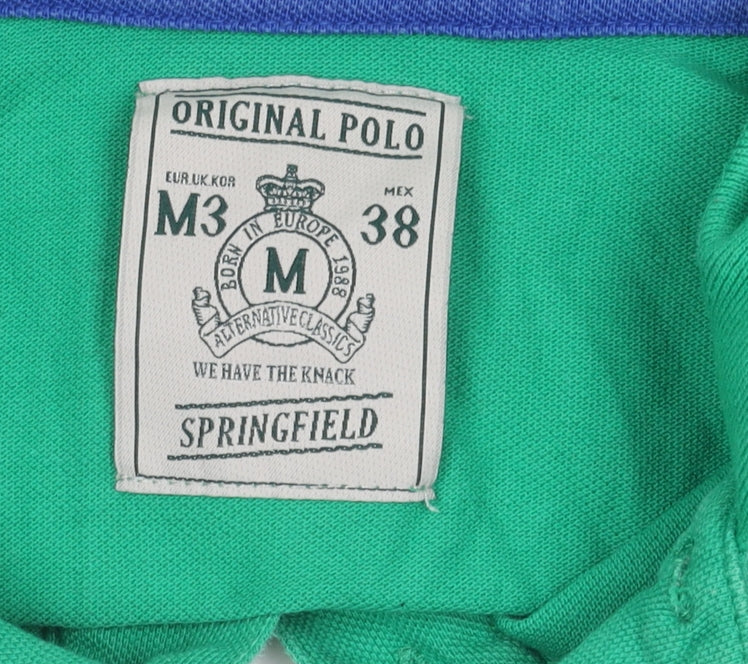 ORIGINAL POLO
EUR.UK.KOR
M3
MEX
38
BORN IN EUROPE 1988
M
ALTERNATIVE CLASSICS
WE HAVE THE KNACK
SPRINGFIELD